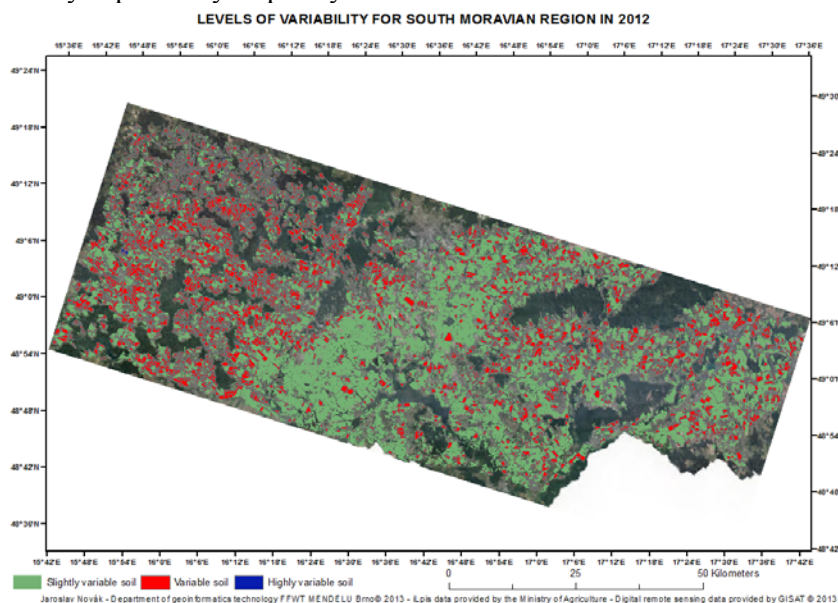 LEVELS OF VARIABILITY FOR SOUTH MORAVIAN REGION IN 2012
15°36'E 15°42'E 15°48'E 15°54'E 16°0'E 16°6'E 16°12'E 16°18'E 16°24'E 16°30'E 16°36'E 16°42'E 16°48'E 16°54'E 17°0'E 17°6'E 17°12'E 17°18'E 17°24'E 17°30'E 17°36'E
49°24'N
49°30'
49°18'N
49°24'
49°12'N
49°18'
49°6'N
49°12'
49°0'N
49°6'
48°54'N
49°0'
48°48'N
48°54'
48°42'N
48°48'
48°36'N
48°42'
15°42'E 15°48'E 15°54'E 16°0'E 16°6'E 16°12'E 16°18'E 16°24'E 16°30'E 16°36'E 16°42'E 16°48'E 16°54'E 17°0'E 17°6'E 17°12'E 17°18'E 17°24'E 17°30'E 17°36'E 17°42'E
Slightly variable soil Variable soil Highly variable soil 0 25 50 Kilometers
Jaroslav Novák - Department of geoinformatics technology FFWT MENDELU Brno© 2013 - iLpis data provided by the Ministry of Agriculture - Digital remote sensing data provided by GISAT © 2013